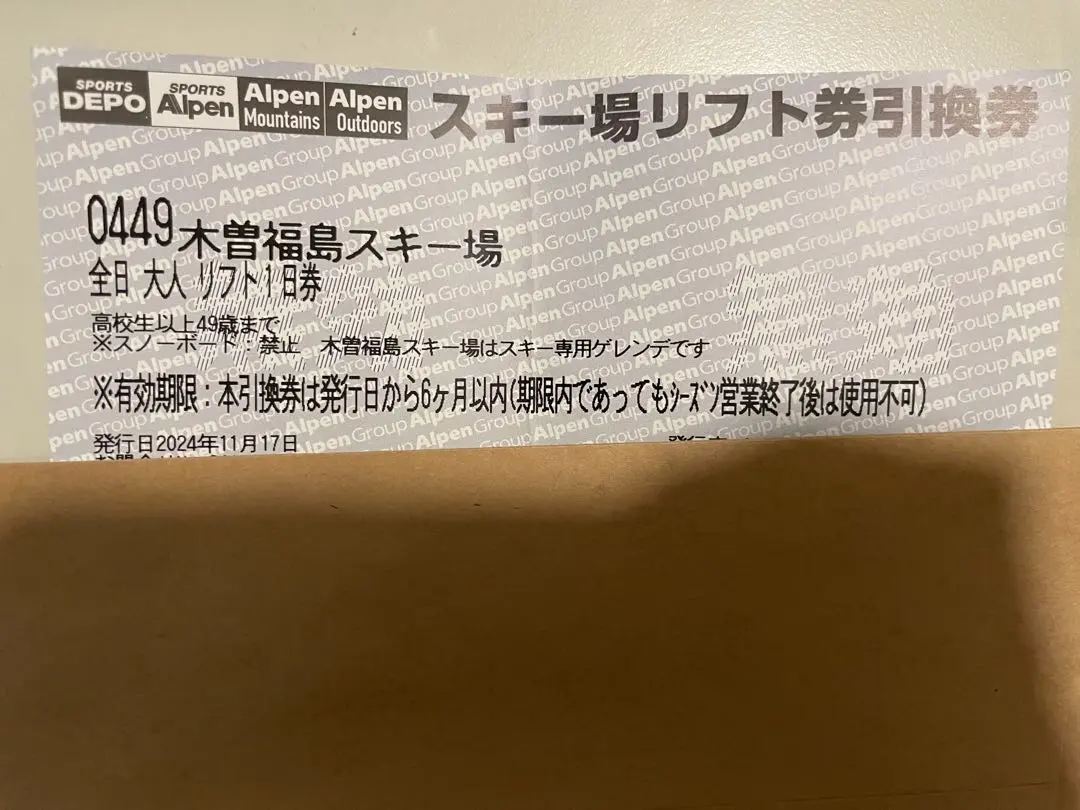 SPORTS DEPO SPORTS Alpen Alpen Mountains Alpen Outdoors スキー場リフト券引換券
0449 木曽福島スキー場
全日 大人 リフト1日券
高校生以上49歳まで
※スノーボード:禁止 木曽福島スキー場はスキー専用ゲレンデです
※有効期限:本引換券は発行日から6ヶ月以内(期限内であってもシーズン営業終了後は使用不可)
発行日2024年11月17日